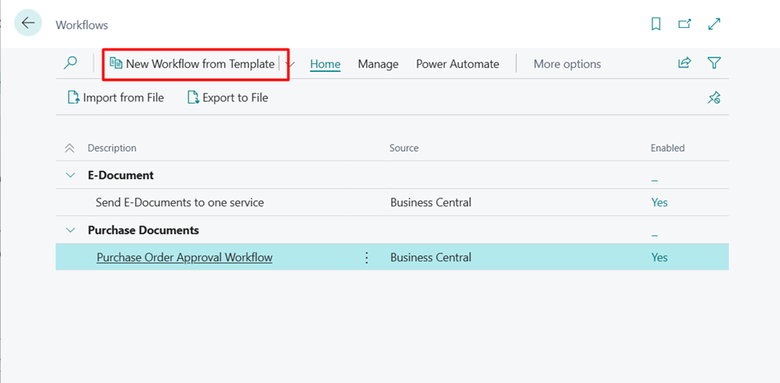 Workflows
New Workflow from Template Home Manage Power Automate More options
Import from File Export to File
Description Source Enabled
E-Document _
Send E-Documents to one service Business Central Yes
Purchase Documents _
Purchase Order Approval Workflow Business Central Yes